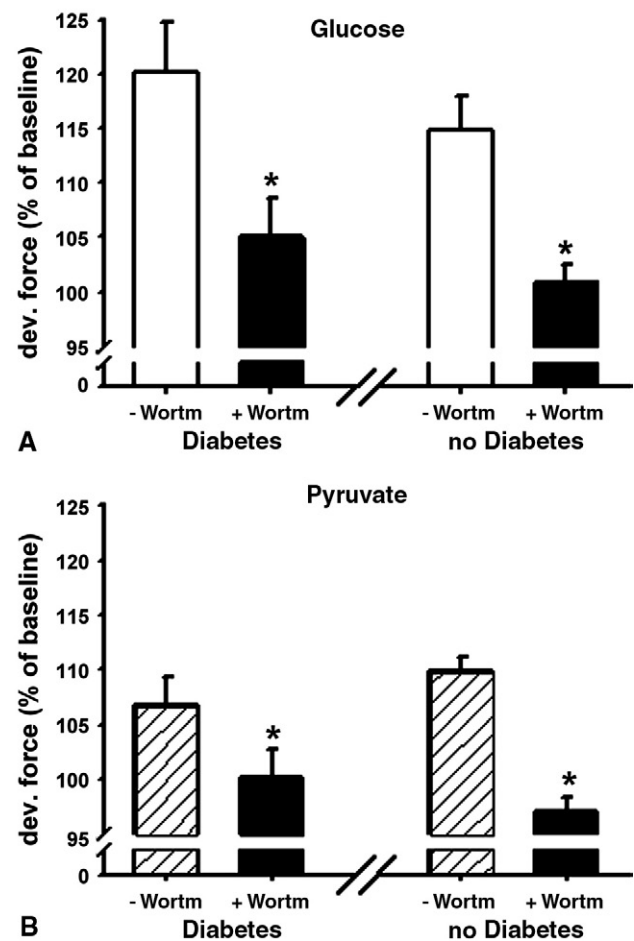 Glucose
dev. force (% of baseline)
125
120
115
110
105
100
95
0
*
*
- Wortm + Wortm - Wortm + Wortm
Diabetes no Diabetes
A
Pyruvate
dev. force (% of baseline)
125
120
115
110
105
100
95
0
*
*
- Wortm + Wortm - Wortm + Wortm
Diabetes no Diabetes
B